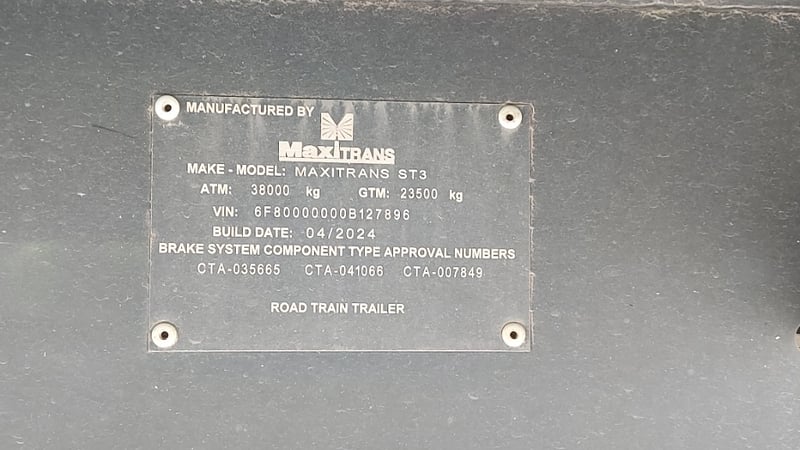 MANUFACTURED BY
MaxiTRANS
MAKE - MODEL: MAXITRANS ST3
ATM: 38000 kg GTM: 23500 kg
VIN: 6F80000000B127896
BUILD DATE: 04/2024
BRAKE SYSTEM COMPONENT TYPE APPROVAL NUMBERS
CTA-035665 CTA-041066 CTA-007849
ROAD TRAIN TRAILER